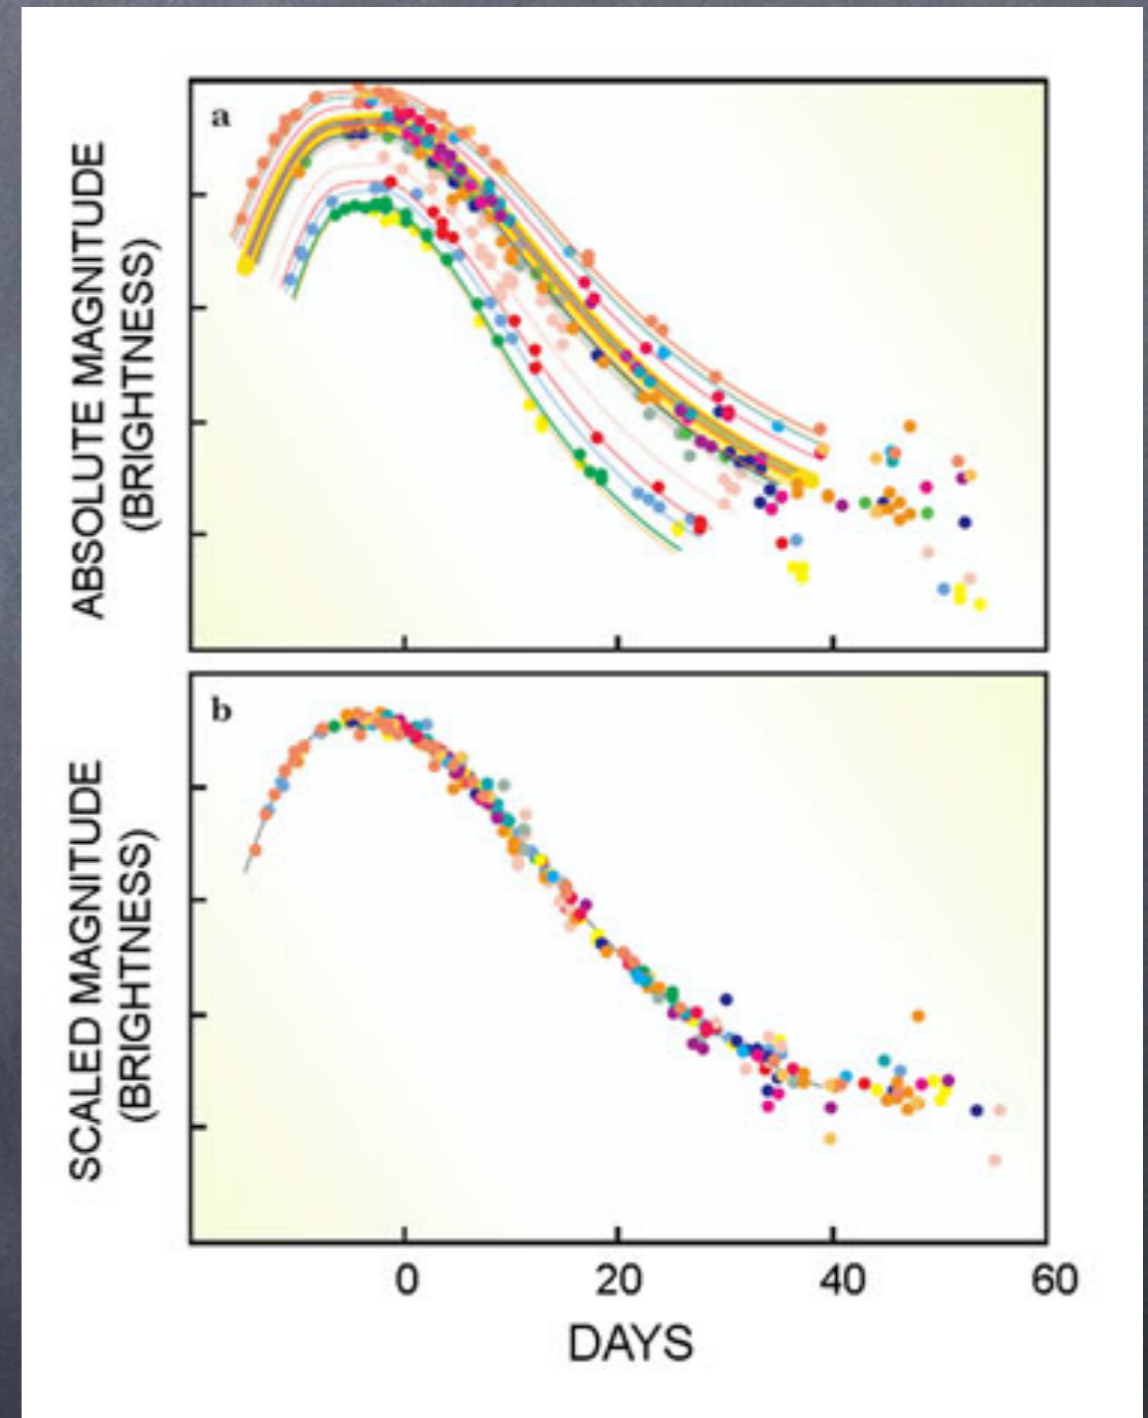 a
ABSOLUTE MAGNITUDE
(BRIGHTNESS)
b
SCALED MAGNITUDE
(BRIGHTNESS)
0 20 40 60
DAYS